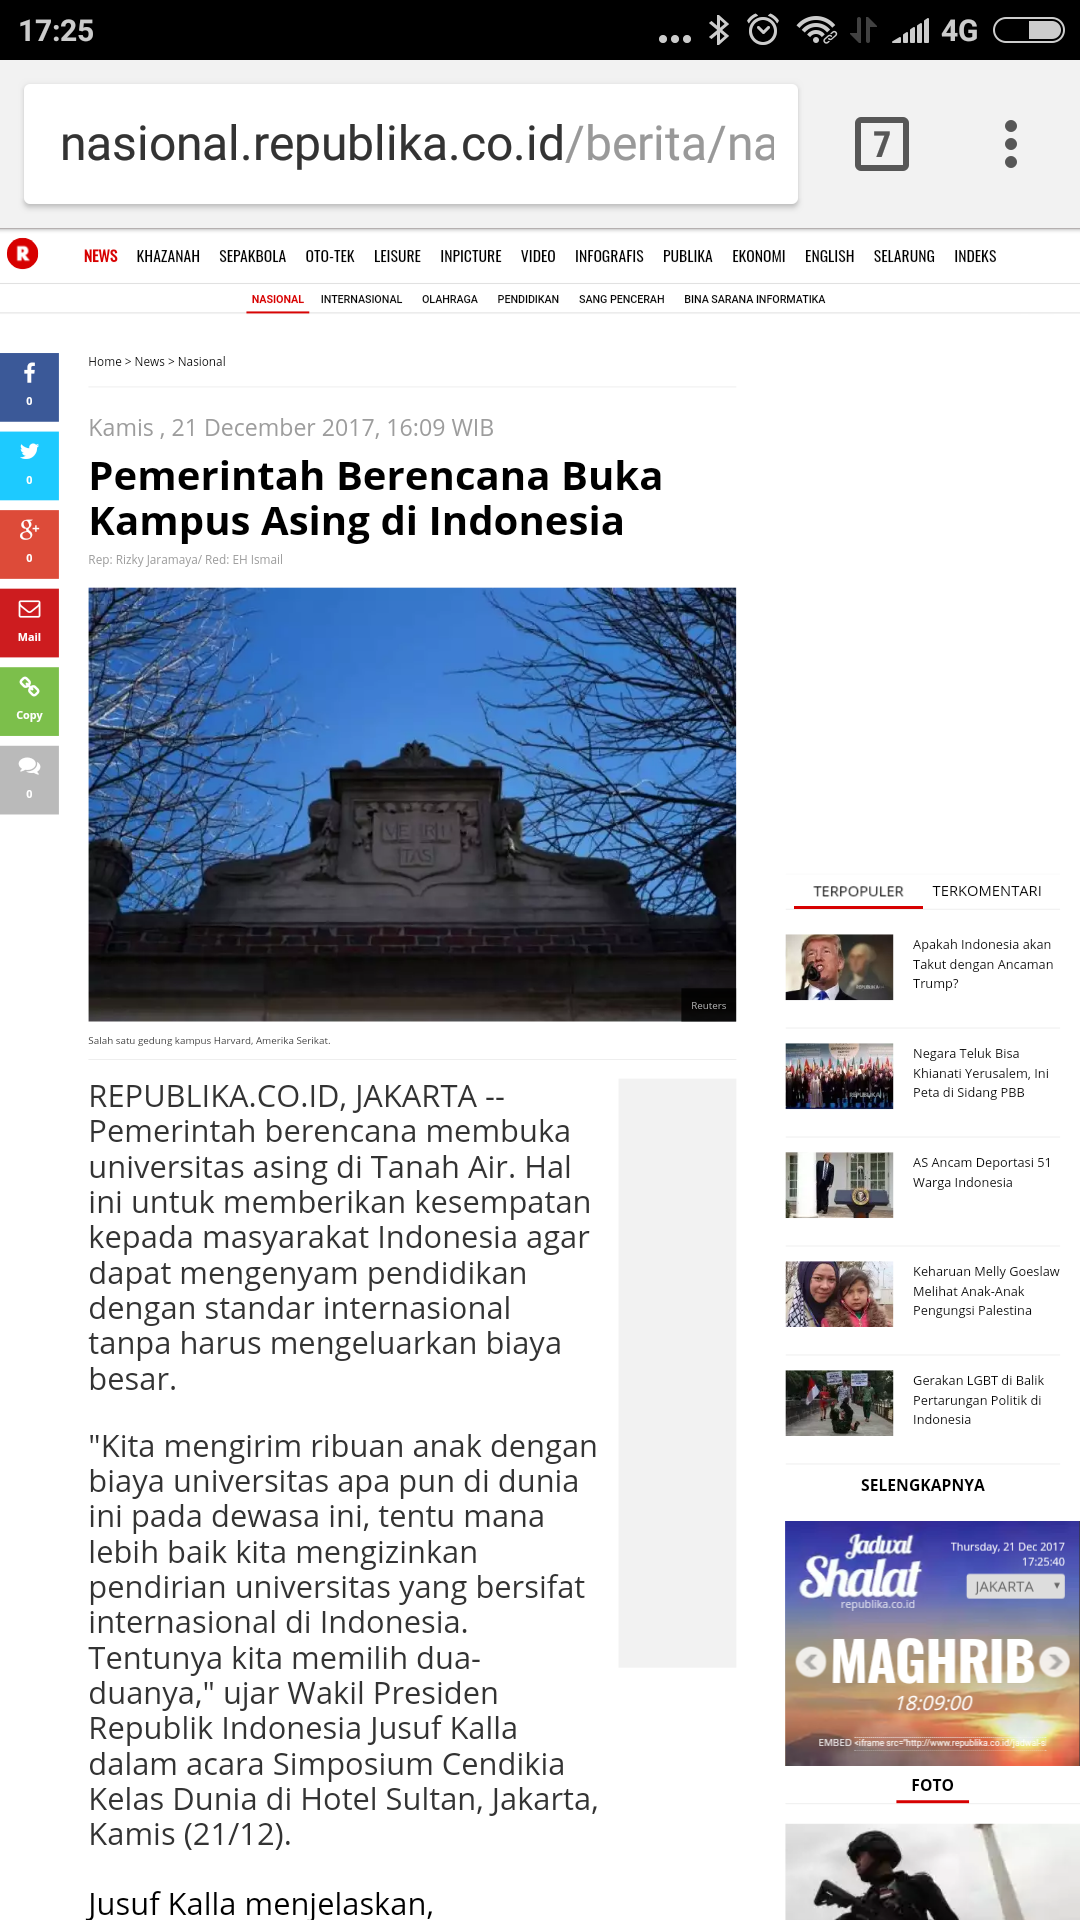 17:25
4G
nasional.republika.co.id/berita/na
7
R
NEWS KHAZANAH SEPAKBOLA OTO-TEK LEISURE INPICTURE VIDEO INFOGRAFIS PUBLIKA EKONOMI ENGLISH SELARUNG INDEKS
NASIONAL INTERNASIONAL OLAHRAGA PENDIDIKAN SANG PENCERAH BINA SARANA INFORMATIKA
0
0
g+
0
Mail
Copy
0
Home > News > Nasional
Kamis , 21 December 2017, 16:09 WIB
Pemerintah Berencana Buka
Kampus Asing di Indonesia
Rep: Rizky Jaramaya/ Red: EH Ismail
VE RI
TAS
Reuters
Salah satu gedung kampus Harvard, Amerika Serikat.
REPUBLIKA.CO.ID, JAKARTA --
Pemerintah berencana membuka
universitas asing di Tanah Air. Hal
ini untuk memberikan kesempatan
kepada masyarakat Indonesia agar
dapat mengenyam pendidikan
dengan standar internasional
tanpa harus mengeluarkan biaya
besar.
"Kita mengirim ribuan anak dengan
biaya universitas apa pun di dunia
ini pada dewasa ini, tentu mana
lebih baik kita mengizinkan
pendirian universitas yang bersifat
internasional di Indonesia.
Tentunya kita memilih dua-
duanya," ujar Wakil Presiden
Republik Indonesia Jusuf Kalla
dalam acara Simposium Cendikia
Kelas Dunia di Hotel Sultan, Jakarta,
Kamis (21/12).
Jusuf Kalla menjelaskan,
TERPOPULER TERKOMENTARI
Apakah Indonesia akan
Takut dengan Ancaman
Trump?
Negara Teluk Bisa
Khianati Yerusalem, Ini
Peta di Sidang PBB
AS Ancam Deportasi 51
Warga Indonesia
Keharuan Melly Goeslaw
Melihat Anak-Anak
Pengungsi Palestina
Gerakan LGBT di Balik
Pertarungan Politik di
Indonesia
SELENGKAPNYA
Jadwal
Shalat
republika.co.id
Thursday, 21 Dec 2017
17:25:40
JAKARTA
MAGHRIB
18:09:00
EMBED <iframe src="http://www.republika.co.id/jadwal-s
FOTO